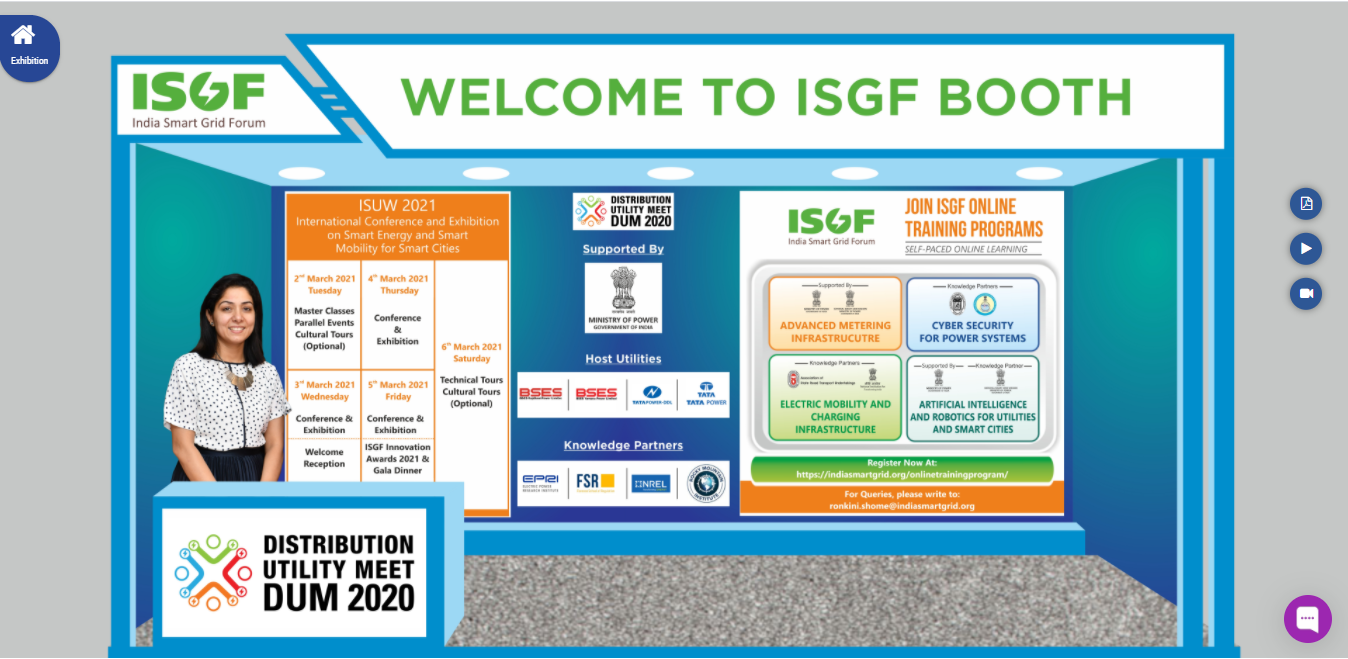 Exhibition
ISGF
India Smart Grid Forum
WELCOME TO ISGF BOOTH
ISUW 2021
International Conference and Exhibition
on Smart Energy and Smart
Mobility for Smart Cities
2nd March 2021
Tuesday
Master Classes
Parallel Events
Cultural Tours
(Optional)
4th March 2021
Thursday
Conference
&
Exhibition
3rd March 2021
Wednesday
Conference &
Exhibition
Welcome
Reception
5th March 2021
Friday
Conference &
Exhibition
ISGF Innovation
Awards 2021 &
Gala Dinner
6th March 2021
Saturday
Technical Tours
Cultural Tours
(Optional)
DISTRIBUTION
UTILITY MEET
DUM 2020
Supported By
MINISTRY OF POWER
GOVERNMENT OF INDIA
Host Utilities
BSES
BSES
TATA POWER-DDL
TATA
TATA POWER
Knowledge Partners
EPRI
ELECTRIC POWER
RESEARCH INSTITUTE
FSR
NREL
ROCKY MOUNTAIN
INSTITUTE
ISGF
India Smart Grid Forum
JOIN ISGF ONLINE
TRAINING PROGRAMS
SELF-PACED ONLINE LEARNING
Supported By
ADVANCED METERING
INFRASTRUCUTRE
Knowledge Partners
CYBER SECURITY
FOR POWER SYSTEMS
Knowledge Partners
ELECTRIC MOBILITY AND
CHARGING
INFRASTRUCTURE
Supported By
Knowledge Partner
ARTIFICIAL INTELLIGENCE
AND ROBOTICS FOR UTILITIES
AND SMART CITIES
Register Now At:
https://indiasmartgrid.org/onlinetrainingprogram/
For Queries, please write to:
ronkini.shome@indiasmartgrid.org
DISTRIBUTION
UTILITY MEET
DUM 2020